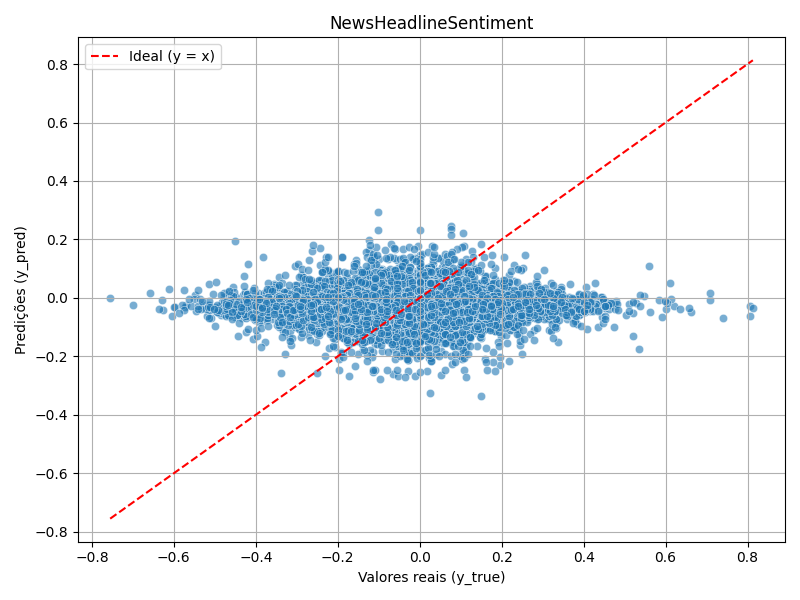 NewsHeadlineSentiment
Ideal (y = x)
Predições (y_pred)
0.8
0.6
0.4
0.2
0.0
−0.2
−0.4
−0.6
−0.8
−0.8 −0.6 −0.4 −0.2 0.0 0.2 0.4 0.6 0.8
Valores reais (y_true)